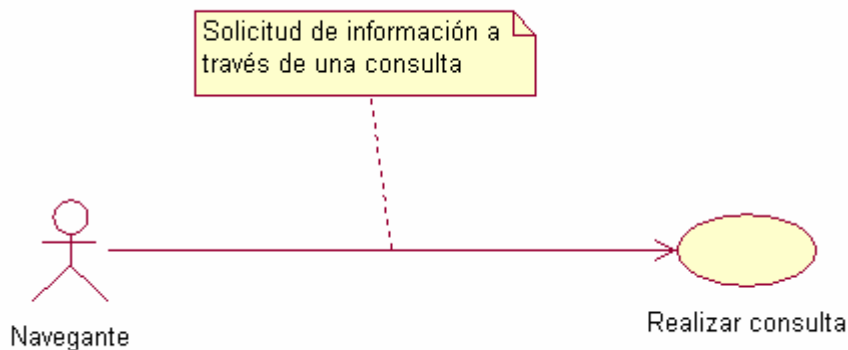 Solicitud de información a
través de una consulta
Navegante
Realizar consulta